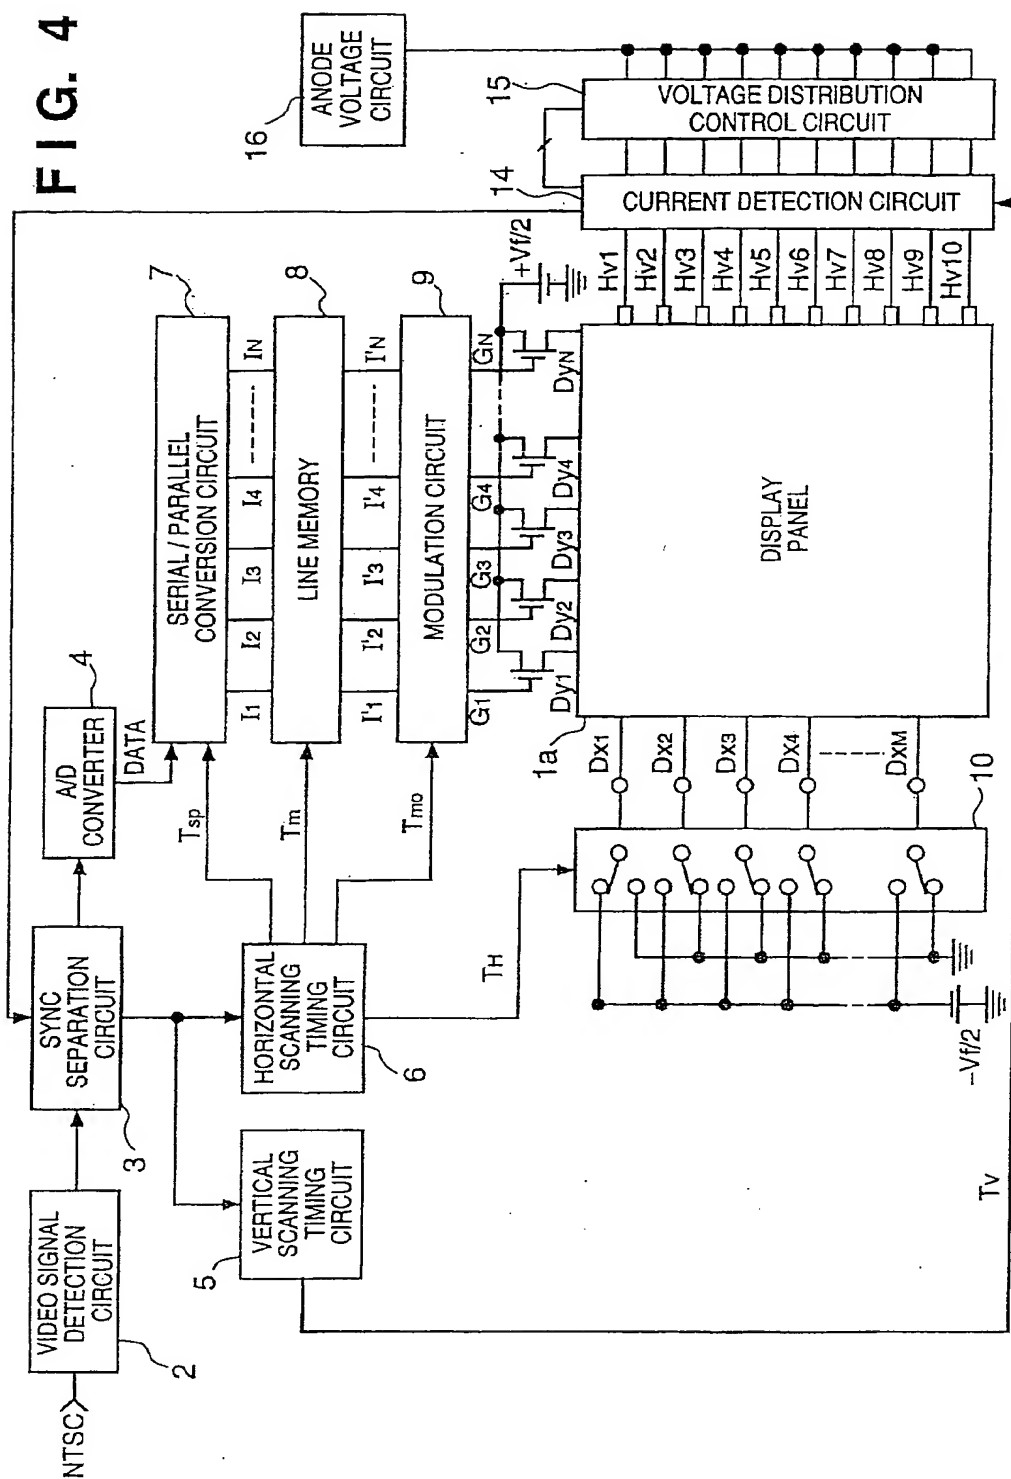 FIG. 4
NTSC
VIDEO SIGNAL
DETECTION
CIRCUIT
2
SYNC
SEPARATION
CIRCUIT
3
A/D
CONVERTER
4
DATA
VERTICAL
SCANNING
TIMING
CIRCUIT
5
HORIZONTAL
SCANNING
TIMING
CIRCUIT
6
Tsp
Tm
Tmo
TH
Tv
SERIAL / PARALLEL
CONVERSION CIRCUIT
7
I1 I2 I3 I4 IN
LINE MEMORY
8
I'1 I'2 I'3 I'4 I'N
MODULATION CIRCUIT
9
G1 G2 G3 G4 GN
+Vf/2
Dy1 Dy2 Dy3 Dy4 DyN
ANODE
VOLTAGE
CIRCUIT
16
VOLTAGE DISTRIBUTION
CONTROL CIRCUIT
15
CURRENT DETECTION CIRCUIT
14
Hv1
Hv2
Hv3
Hv4
Hv5
Hv6
Hv7
Hv8
Hv9
Hv10
DISPLAY
PANEL
1a
Dx1
Dx2
Dx3
Dx4
DxM
10
-Vf/2